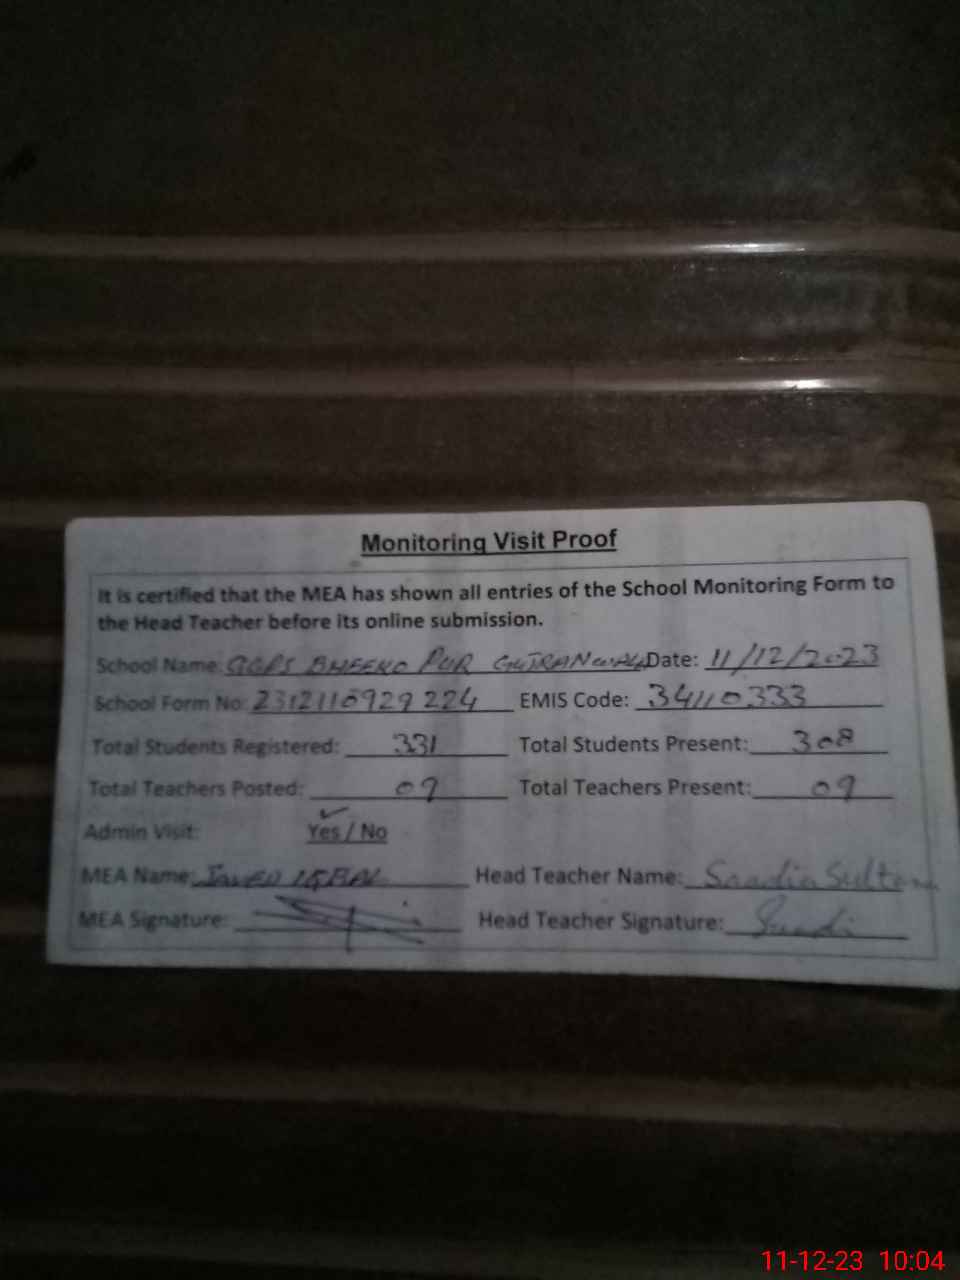 Monitoring Visit Proof
It is certified that the MEA has shown all entries of the School Monitoring Form to
the Head Teacher before its online submission.
School Name: GGPS BHEEKO PUR GUJRANWALA Date: 11/12/2023
School Form No: 2312110929224 EMIS Code: 34110333
Total Students Registered: 331 Total Students Present: 308
Total Teachers Posted: 09 Total Teachers Present: 09
Admin Visit: Yes / No
MEA Name: Javed IQBAL Head Teacher Name: Saadia Sultana
MEA Signature: Head Teacher Signature: Saadi
11-12-23 10:04